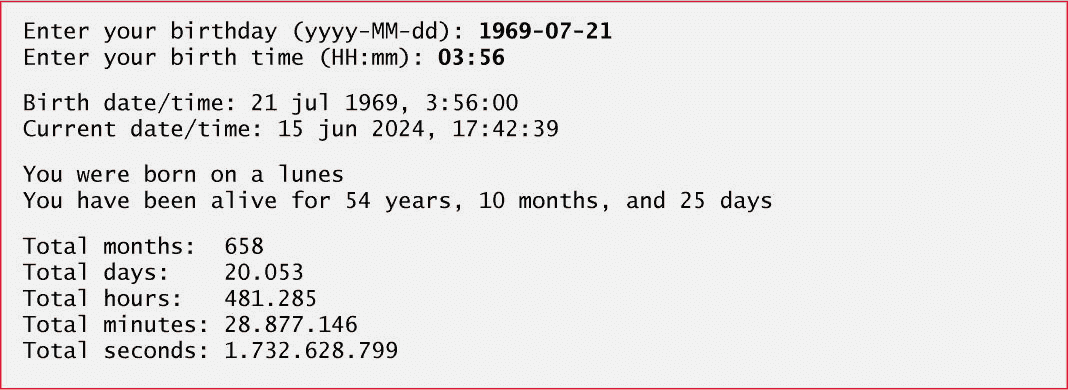 Enter your birthday (yyyy-MM-dd): 1969-07-21
Enter your birth time (HH:mm): 03:56
Birth date/time: 21 jul 1969, 3:56:00
Current date/time: 15 jun 2024, 17:42:39
You were born on a lunes
You have been alive for 54 years, 10 months, and 25 days
Total months:  658
Total days:    20.053
Total hours:   481.285
Total minutes: 28.877.146
Total seconds: 1.732.628.799